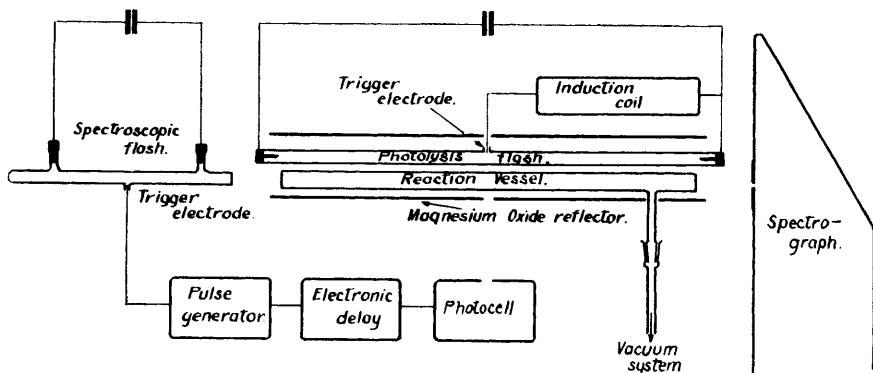 Spectroscopic
flash.
Trigger
electrode.
Trigger
electrode.
Induction
coil
Photolysis flash.
Reaction Vessel.
Magnesium Oxide reflector.
Spectro-
graph.
Pulse
generator.
Electronic
delay
Photocell
Vacuum
system